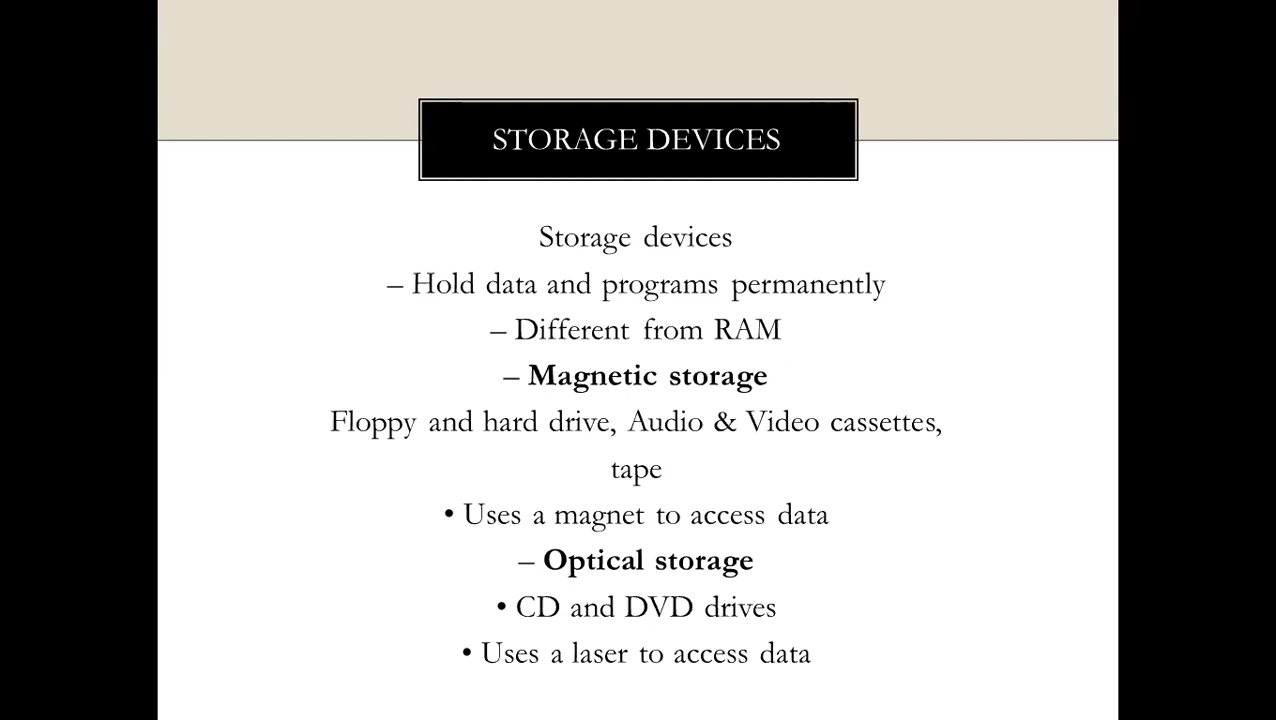 STORAGE DEVICES
Storage devices
– Hold data and programs permanently
– Different from RAM
– Magnetic storage
Floppy and hard drive, Audio & Video cassettes,
tape
• Uses a magnet to access data
– Optical storage
• CD and DVD drives
• Uses a laser to access data